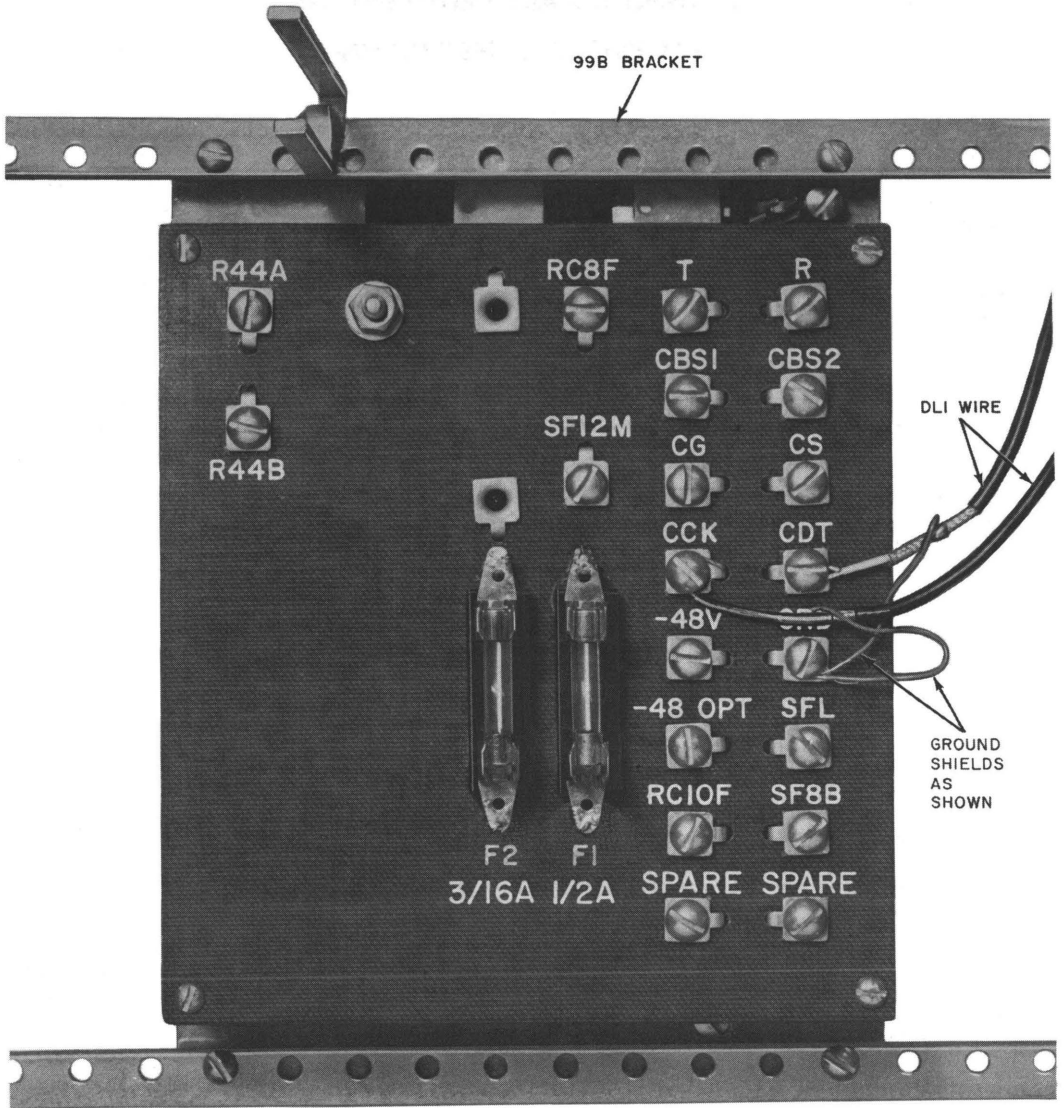 99B BRACKET
R44A
RC8F
T
R
CBS1
CBS2
DLI WIRE
SF12M
CG
CS
R44B
CCK
CDT
-48V
-48 OPT
SFL
GROUND
SHIELDS
AS
SHOWN
RC10F
SF8B
F2
F1
3/16A
1/2A
SPARE
SPARE